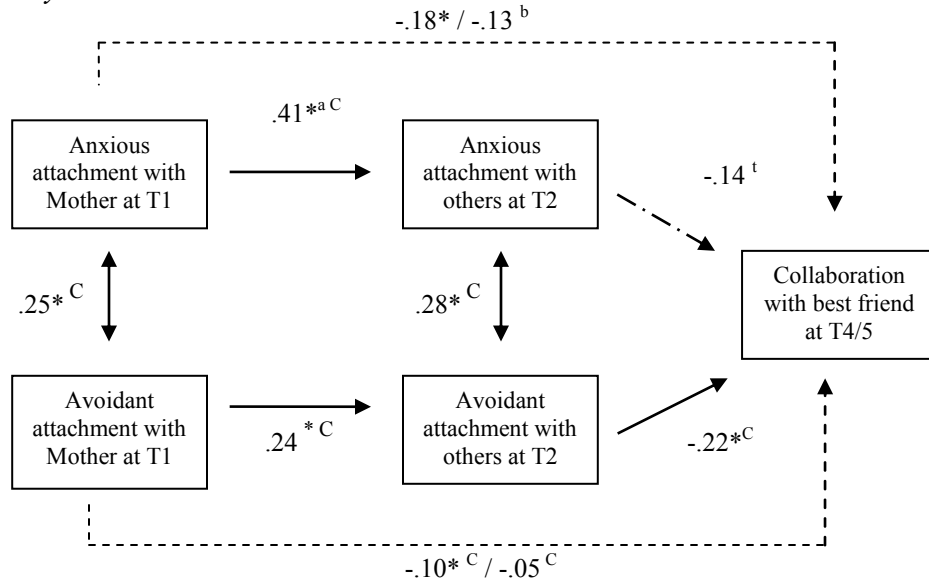 -.18* / -.13 b
.41*a C
Anxious
attachment with
Mother at T1
Anxious
attachment with
others at T2
-.14 t
.25* C
.28* C
Collaboration
with best friend
at T4/5
Avoidant
attachment with
Mother at T1
.24 * C
Avoidant
attachment with
others at T2
-.22*C
-.10* C / -.05 C